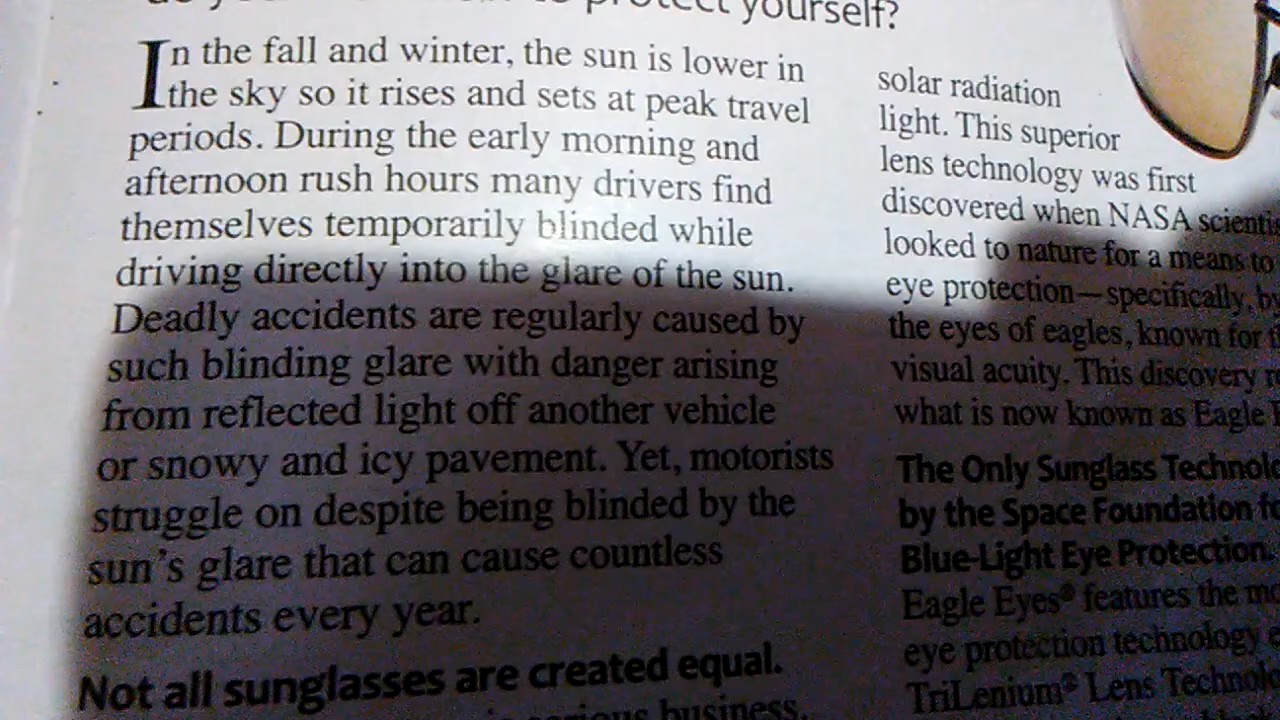 to protect yourself?
In the fall and winter, the sun is lower in
the sky so it rises and sets at peak travel
periods. During the early morning and
afternoon rush hours many drivers find
themselves temporarily blinded while
driving directly into the glare of the sun.
Deadly accidents are regularly caused by
such blinding glare with danger arising
from reflected light off another vehicle
or snowy and icy pavement. Yet, motorists
struggle on despite being blinded by the
sun's glare that can cause countless
accidents every year.
Not all sunglasses are created equal.
serious business.
solar radiation
light. This superior
lens technology was first
discovered when NASA
looked to nature for a means to
eye protection—specifically,
the eyes of eagles, known for
visual acuity. This discovery
what is now known as Eagle
The Only Sunglass
by the Space Foundation
Blue-Light Eye Protection.
Eagle Eyes® features the
eye protection technology
TriLenium® Lens